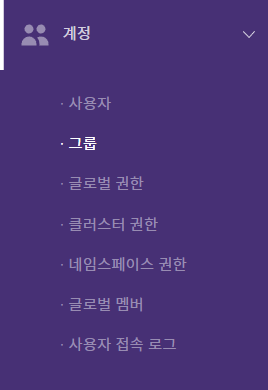 계정
· 사용자
· 그룹
· 글로벌 권한
· 클러스터 권한
· 네임스페이스 권한
· 글로벌 멤버
· 사용자 접속 로그